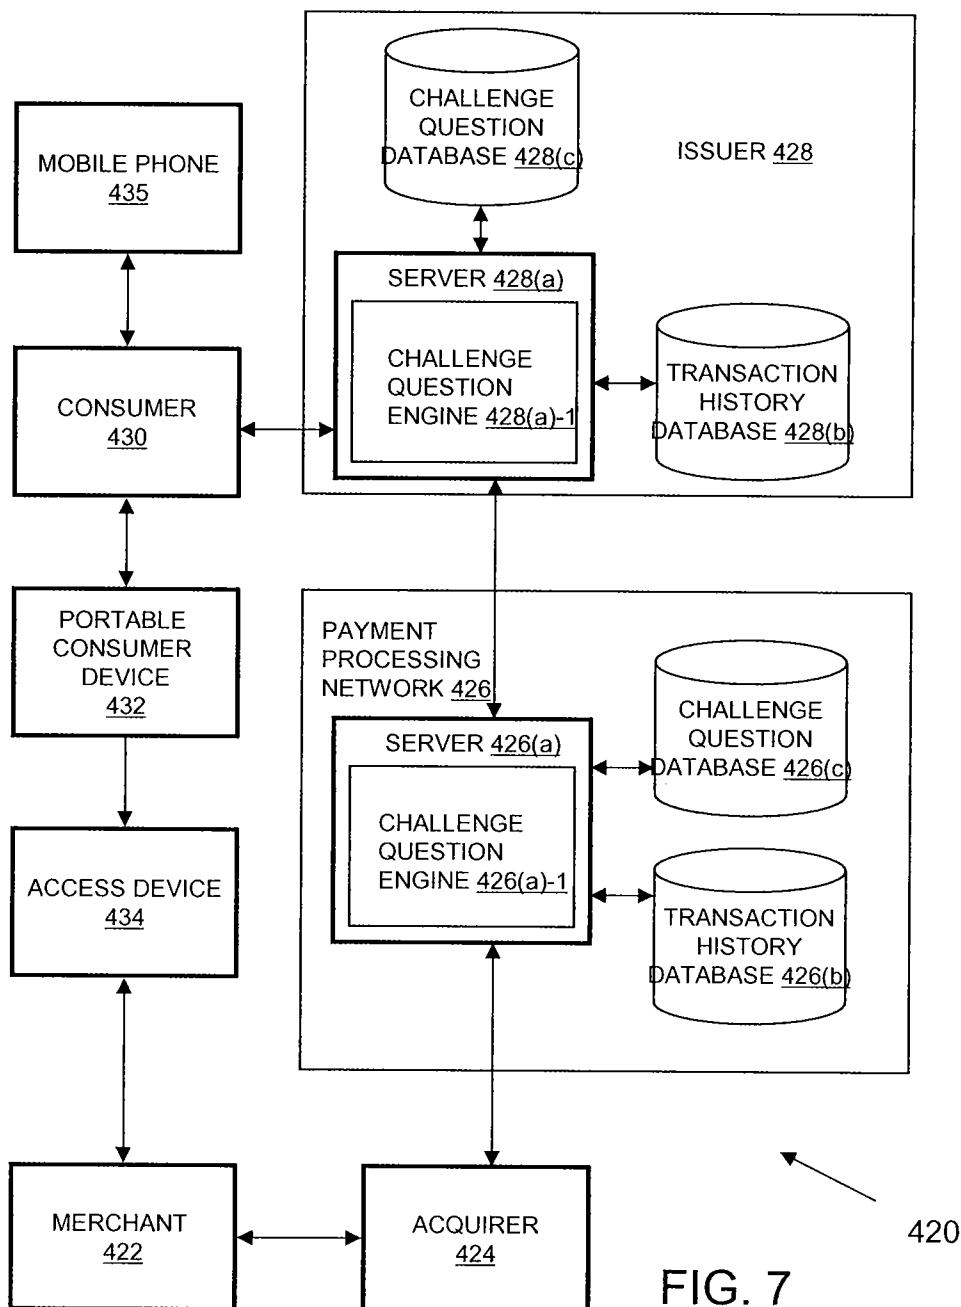 CHALLENGE
QUESTION
DATABASE 428(c)
ISSUER 428
MOBILE PHONE
435
SERVER 428(a)
CHALLENGE
QUESTION
ENGINE 428(a)-1
TRANSACTION
HISTORY
DATABASE 428(b)
CONSUMER
430
PORTABLE
CONSUMER
DEVICE
432
PAYMENT
PROCESSING
NETWORK 426
SERVER 426(a)
CHALLENGE
QUESTION
ENGINE 426(a)-1
CHALLENGE
QUESTION
DATABASE 426(c)
TRANSACTION
HISTORY
DATABASE 426(b)
ACCESS DEVICE
434
MERCHANT
422
ACQUIRER
424
420
FIG. 7